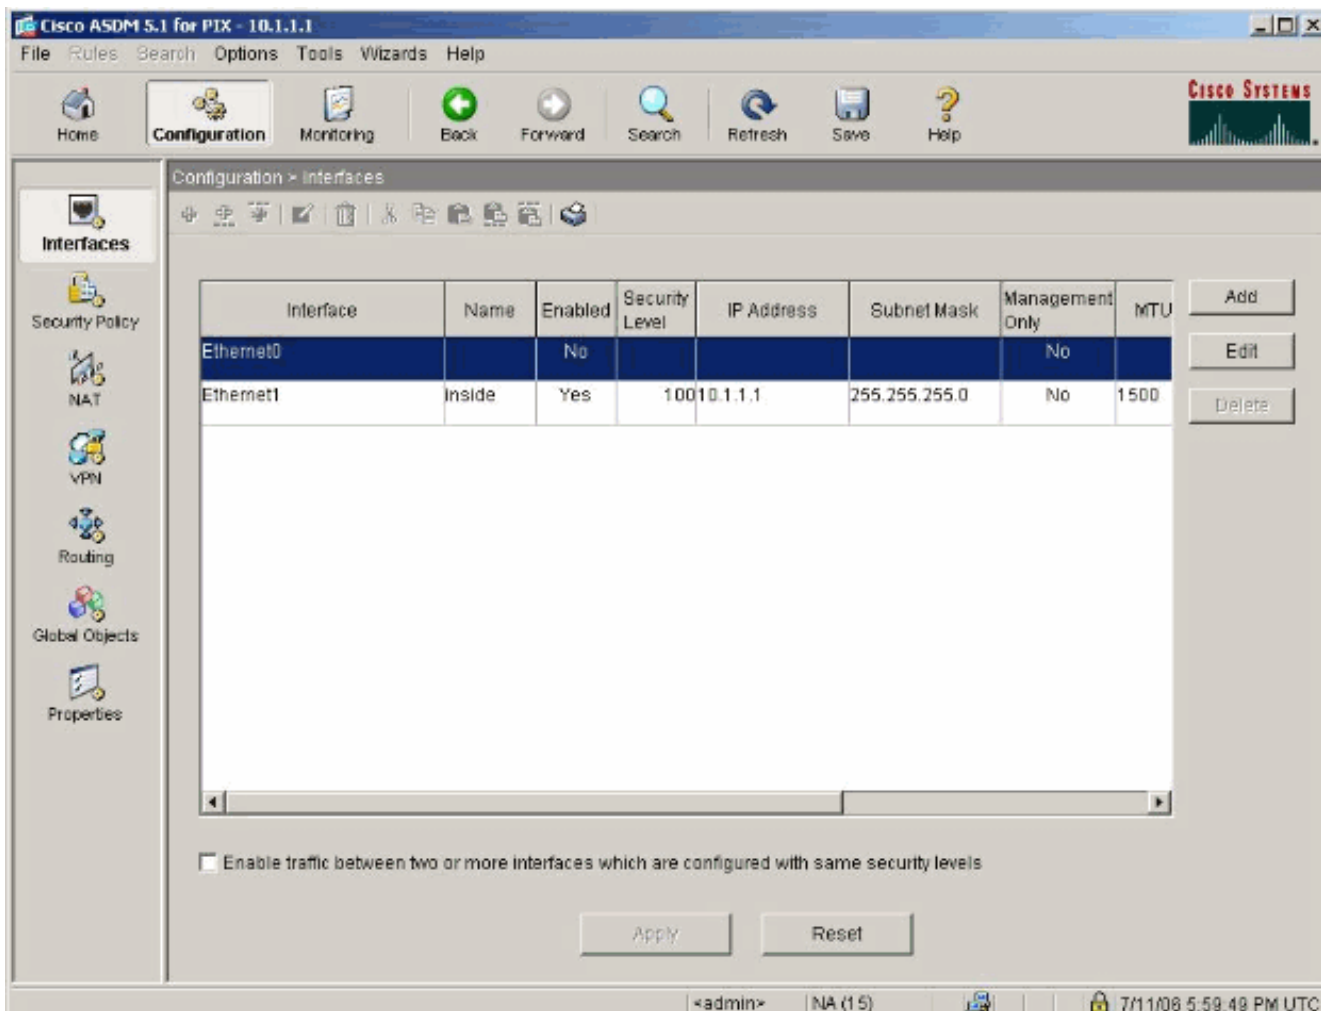 Cisco ASDM 5.1 for PIX - 10.1.1.1
File Rules Search Options Tools Wizards Help
Home Configuration Monitoring Back Forward Search Refresh Save Help
CISCO SYSTEMS
Configuration > Interfaces
Interfaces
Security Policy
NAT
VPN
Routing
Global Objects
Properties
Interface Name Enabled Security Level IP Address Subnet Mask Management Only MTU
Ethernet0 No No
Ethernet1 inside Yes 100 10.1.1.1 255.255.255.0 No 1500
Add
Edit
Delete
Enable traffic between two or more interfaces which are configured with same security levels
Apply Reset
<admin> NA (15) 7/11/06 5:59:49 PM UTC